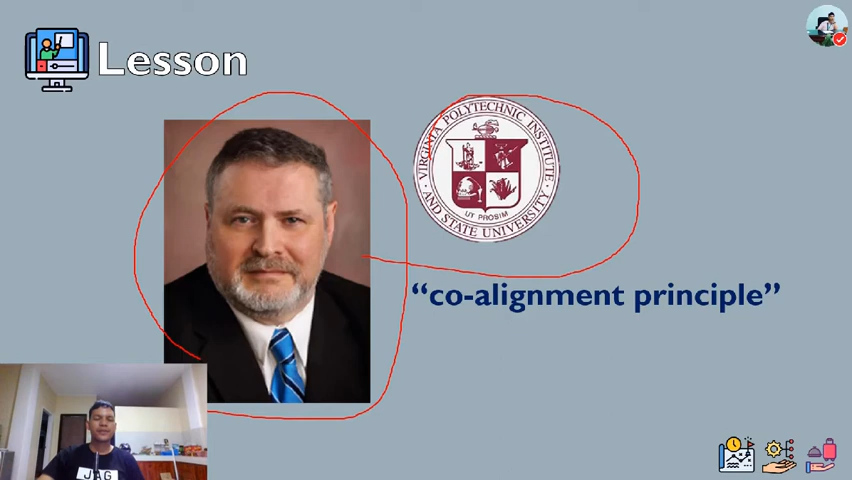 Lesson
VIRGINIA POLYTECHNIC INSTITUTE
AND STATE UNIVERSITY
UT PROSIM
“co-alignment principle”
JAG